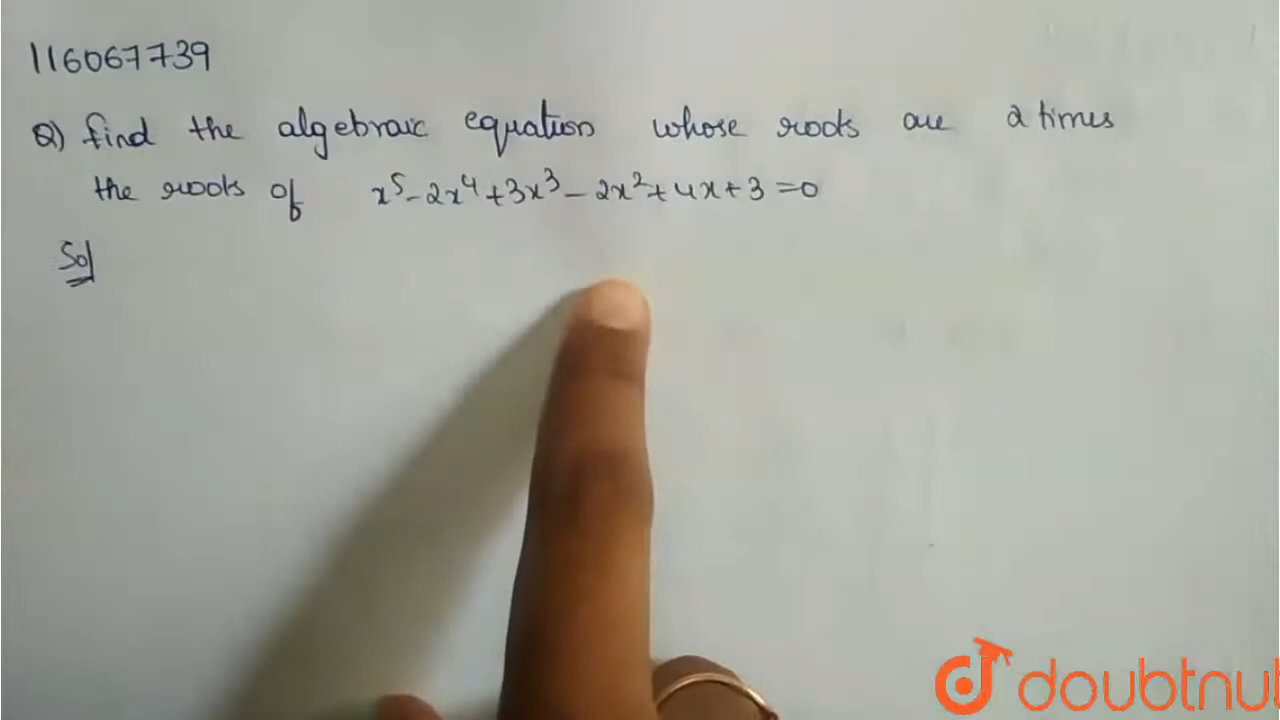 116067739
Q) find the algebraic equation whose roots are 2 times
the roots of x⁵-2x⁴+3x³-2x²+4x+3=0
Sol
doubtnut